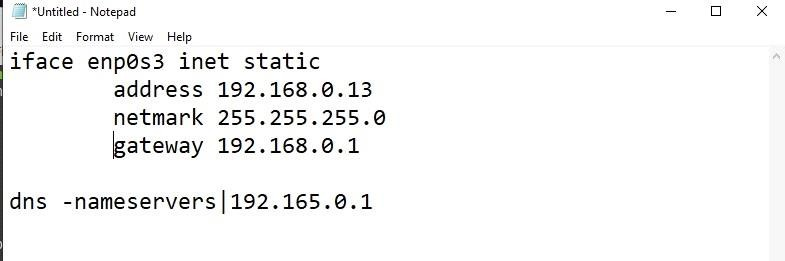 *Untitled - Notepad
File Edit Format View Help
iface enp0s3 inet static
address 192.168.0.13
netmark 255.255.255.0
gateway 192.168.0.1
dns -nameservers|192.165.0.1